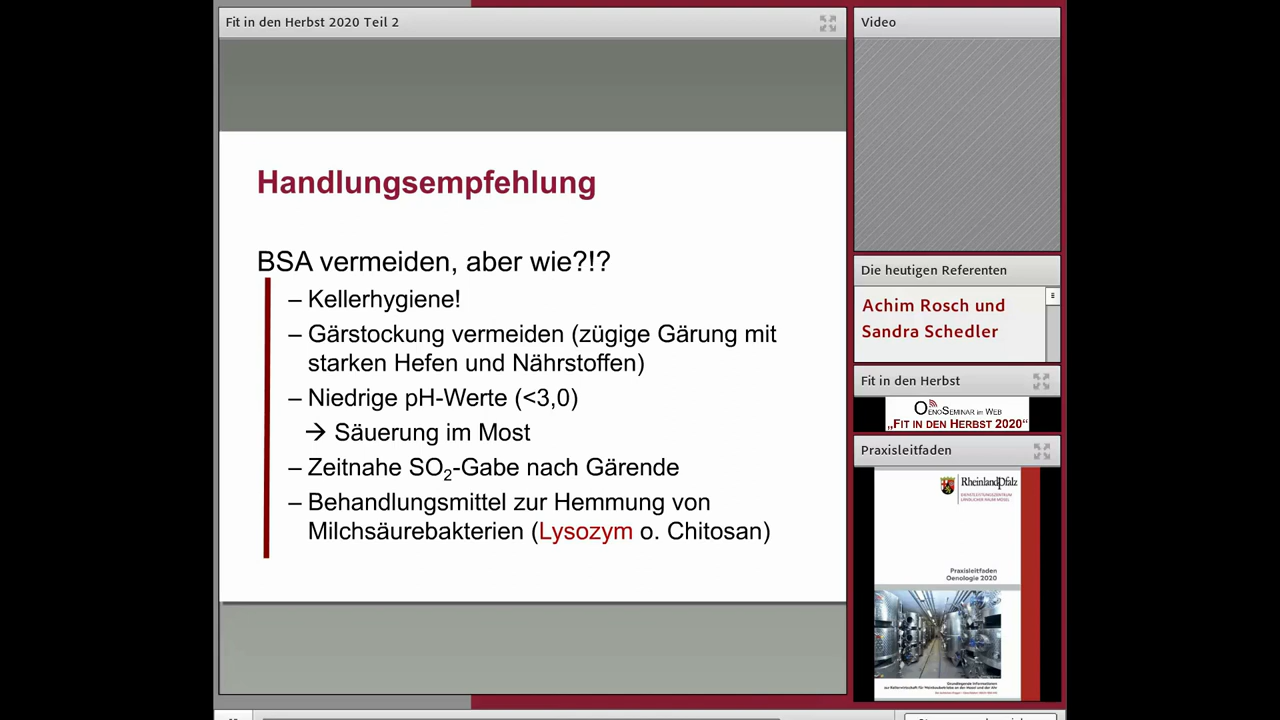 Fit in den Herbst 2020 Teil 2
Handlungsempfehlung
BSA vermeiden, aber wie?!?
– Kellerhygiene!
– Gärstockung vermeiden (zügige Gärung mit
starken Hefen und Nährstoffen)
– Niedrige pH-Werte (<3,0)
→ Säuerung im Most
– Zeitnahe SO₂-Gabe nach Gärende
– Behandlungsmittel zur Hemmung von
Milchsäurebakterien (Lysozym o. Chitosan)
Video
Die heutigen Referenten
Achim Rosch und
Sandra Schedler
Fit in den Herbst
OENOSEMINAR IM WEB
„FIT IN DEN HERBST 2020“
Praxisleitfaden
RheinlandPfalz
Praxisleitfaden
Oenologie 2020